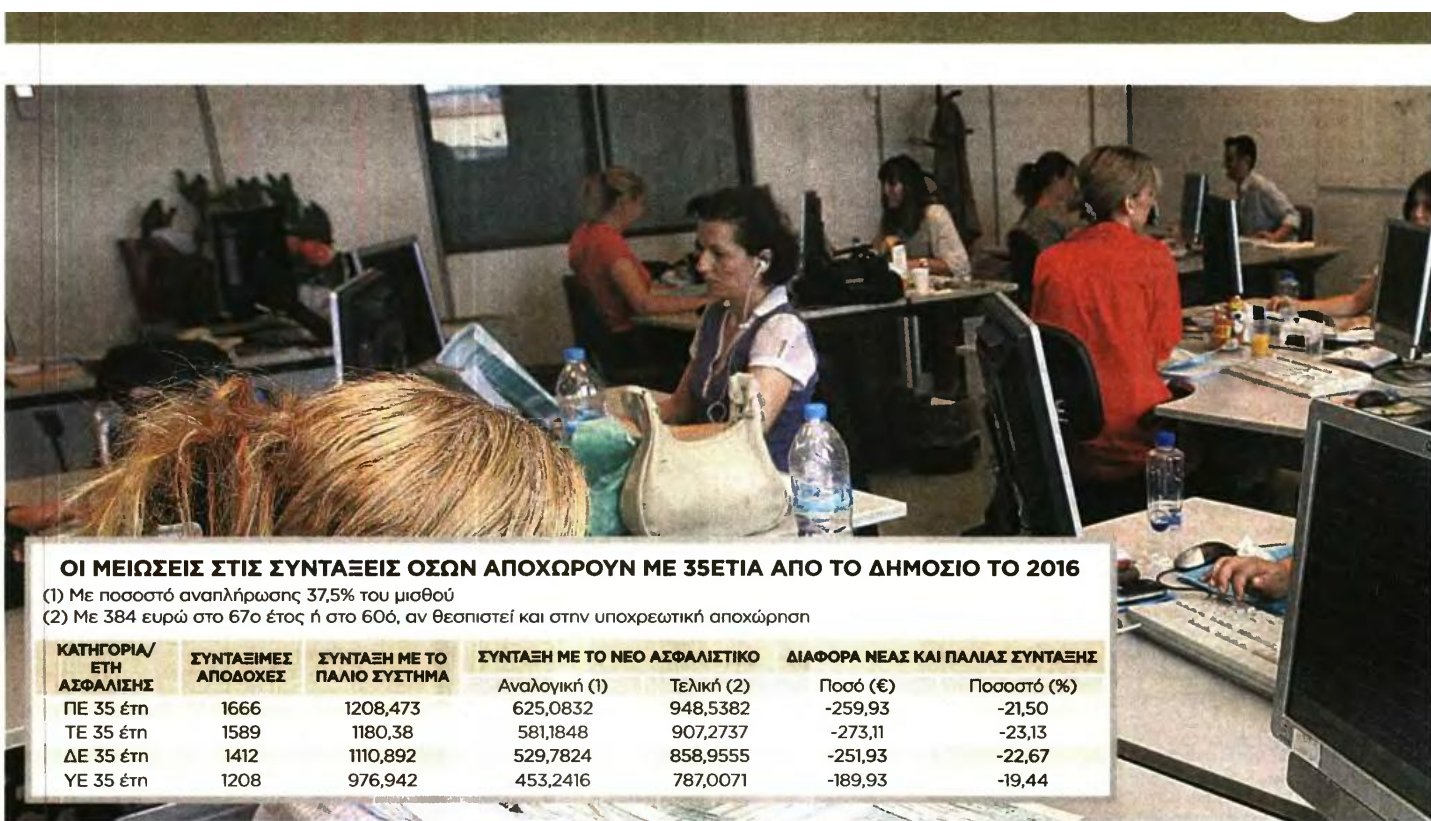 ΟΙ ΜΕΙΩΣΕΙΣ ΣΤΙΣ ΣΥΝΤΑΞΕΙΣ ΟΣΩΝ ΑΠΟΧΩΡΟΥΝ ΜΕ 35ΕΤΙΑ ΑΠΟ ΤΟ ΔΗΜΟΣΙΟ ΤΟ 2016
(1) Με ποσοστό αναπλήρωσης 37,5% του μισθού
(2) Με 384 ευρώ στο 67ο έτος ή στο 60ό, αν θεσπιστεί και στην υποχρεωτική αποχώρηση
ΚΑΤΗΓΟΡΙΑ/
ΕΤΗ
ΑΣΦΑΛΙΣΗΣ
ΣΥΝΤΑΞΙΜΕΣ
ΑΠΟΔΟΧΕΣ
ΣΥΝΤΑΞΗ ΜΕ ΤΟ
ΠΑΛΙΟ ΣΥΣΤΗΜΑ
ΣΥΝΤΑΞΗ ΜΕ ΤΟ ΝΕΟ ΑΣΦΑΛΙΣΤΙΚΟ
ΔΙΑΦΟΡΑ ΝΕΑΣ ΚΑΙ ΠΑΛΙΑΣ ΣΥΝΤΑΞΗΣ
Αναλογική (1) Τελική (2) Ποσό (€) Ποσοστό (%)
ΠΕ 35 έτη 1666 1208,473 625,0832 948,5382 -259,93 -21,50
ΤΕ 35 έτη 1589 1180,38 581,1848 907,2737 -273,11 -23,13
ΔΕ 35 έτη 1412 1110,892 529,7824 858,9555 -251,93 -22,67
ΥΕ 35 έτη 1208 976,942 453,2416 787,0071 -189,93 -19,44